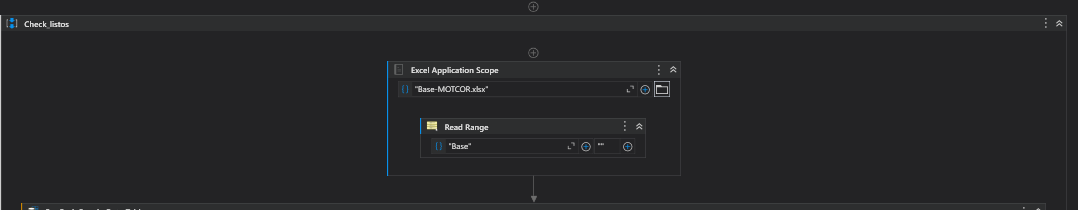 Check_listos
Excel Application Scope
"Base-MOTCOR.xlsx"
Read Range
"Base"
""